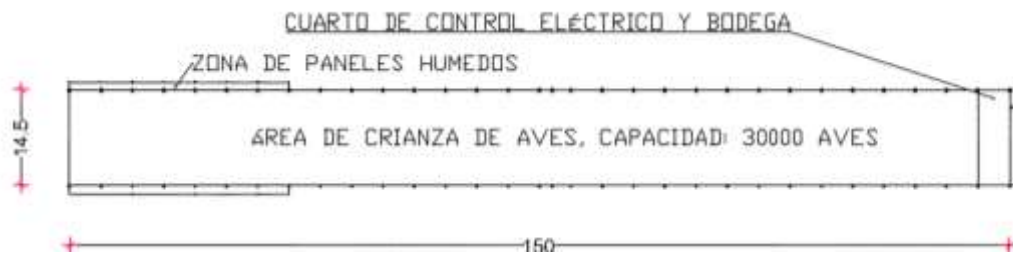 CUARTO DE CONTROL ELÉCTRICO Y BODEGA
ZONA DE PANELES HUMEDOS
14.5
ÁREA DE CRIANZA DE AVES, CAPACIDAD: 30000 AVES
150